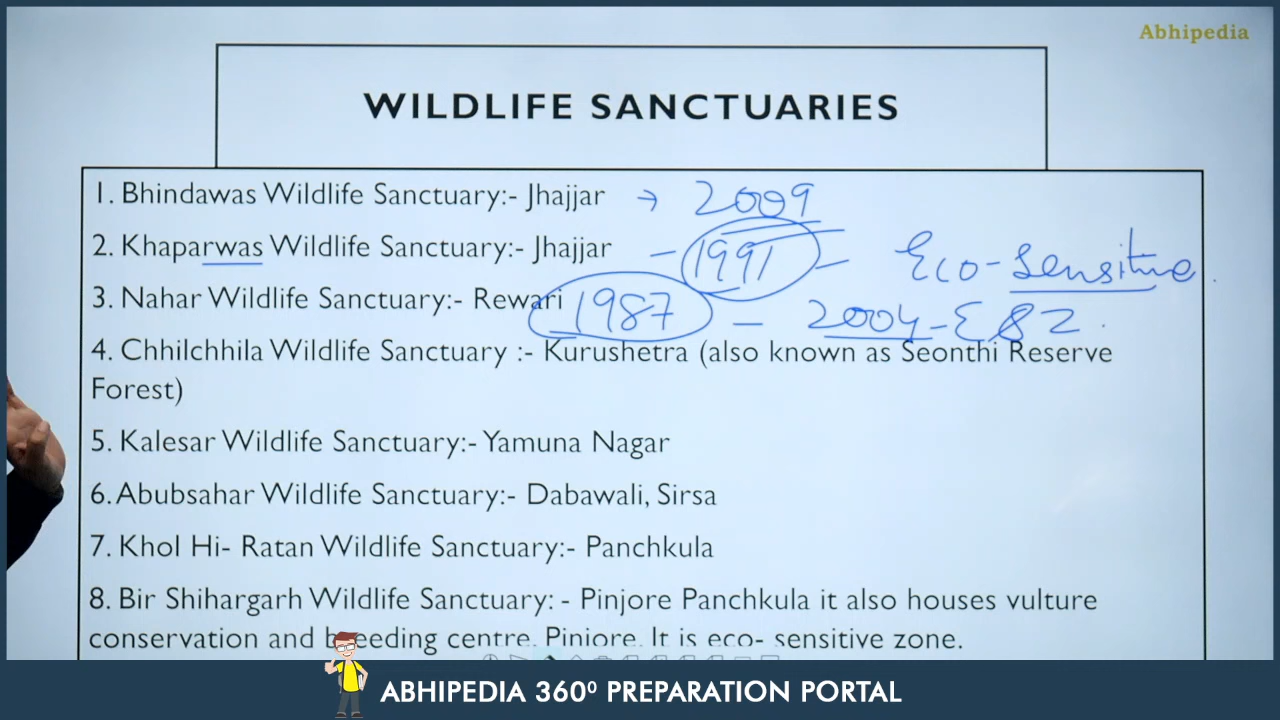 Abhipedia
WILDLIFE SANCTUARIES
1. Bhindawas Wildlife Sanctuary:- Jhajjar → 2009
2. Khaparwas Wildlife Sanctuary:- Jhajjar - 1991 - Eco-Sensitive.
3. Nahar Wildlife Sanctuary:- Rewari 1987 - 2009-ESZ.
4. Chhilchhila Wildlife Sanctuary :- Kurushetra (also known as Seonthi Reserve
Forest)
5. Kalesar Wildlife Sanctuary:- Yamuna Nagar
6. Abubsahar Wildlife Sanctuary:- Dabawali, Sirsa
7. Khol Hi- Ratan Wildlife Sanctuary:- Panchkula
8. Bir Shihargarh Wildlife Sanctuary: - Pinjore Panchkula it also houses vulture
conservation and breeding centre, Pinjore. It is eco- sensitive zone.
ABHIPEDIA 360⁰ PREPARATION PORTAL